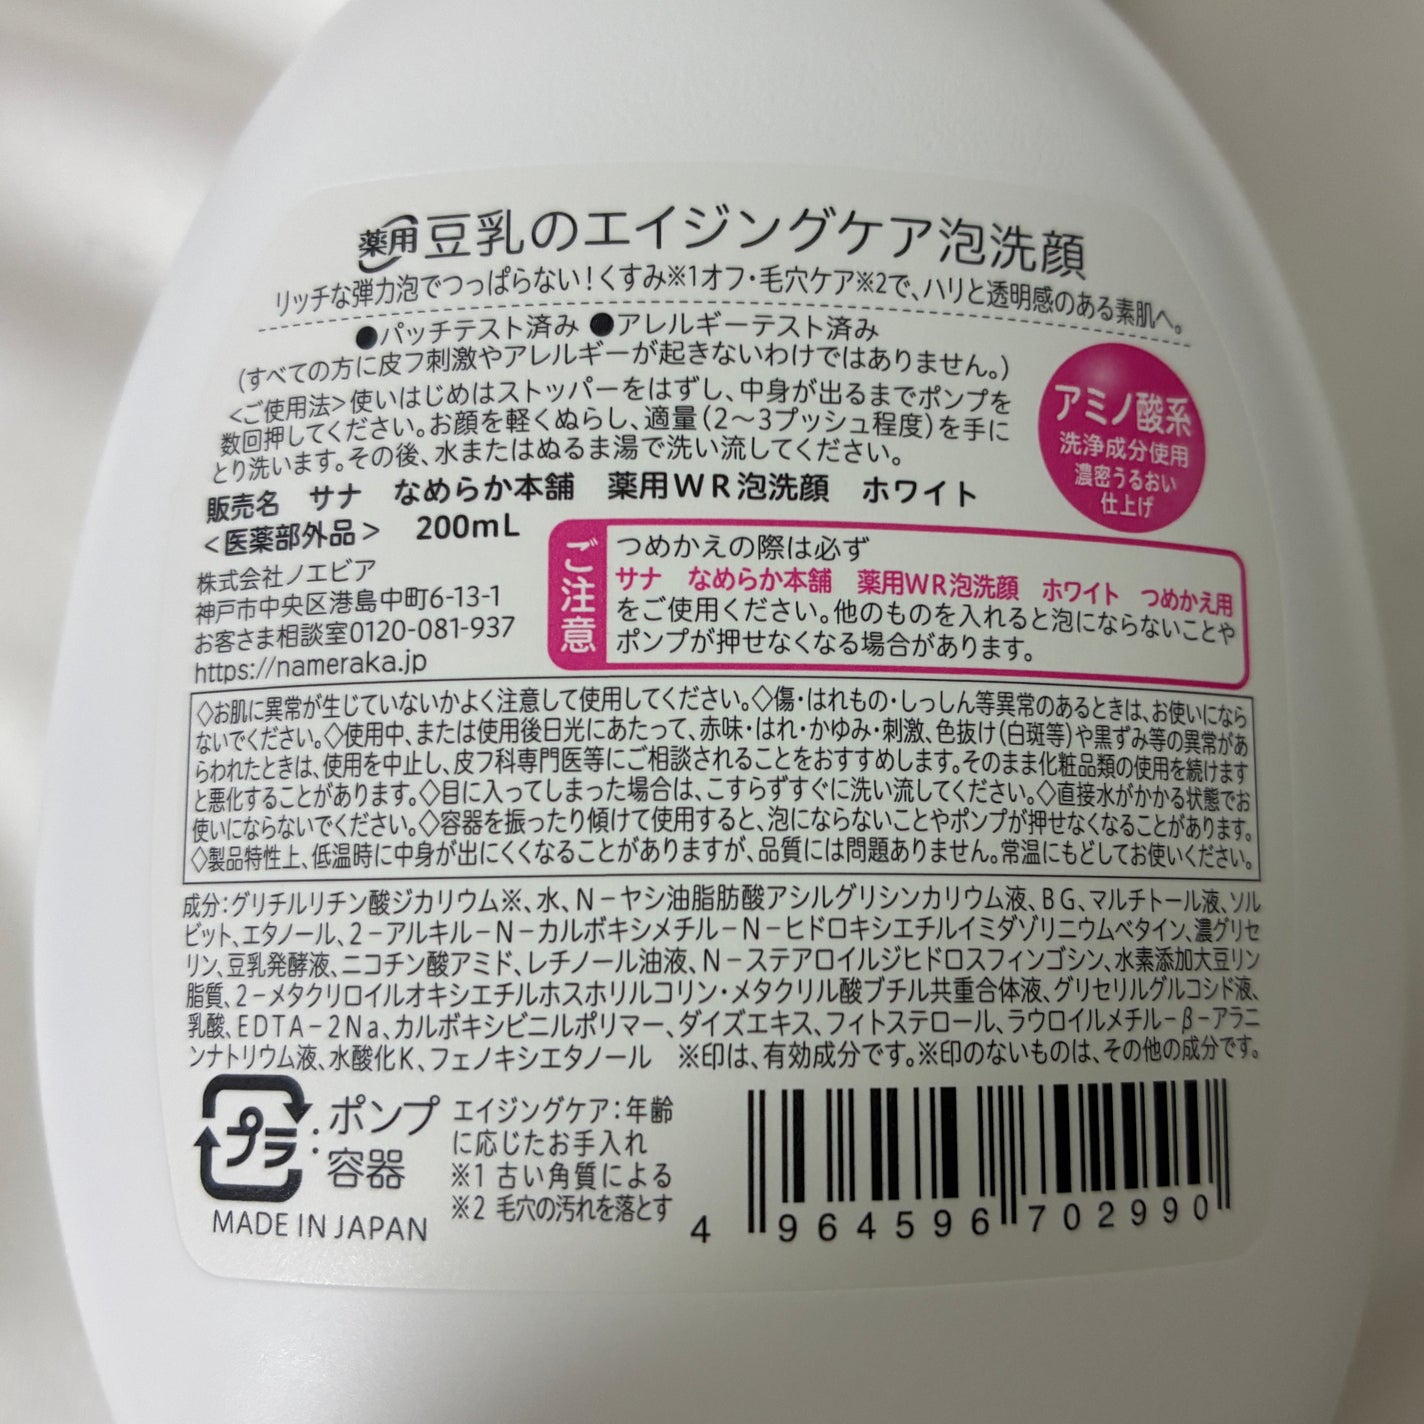 薬用 豆乳のエイジングケア泡洗顔
リッチな弾力泡でつっぱらない!くすみ※1オフ・毛穴ケア※2で、ハリと透明感のある素肌へ。
●パッチテスト済み ●アレルギーテスト済み
(すべての方に皮フ刺激やアレルギーが起きないわけではありません。)
<ご使用法>使いはじめはストッパーをはずし、中身が出るまでポンプを
数回押してください。お顔を軽くぬらし、適量(2〜3プッシュ程度)を手に
とり洗います。その後、水またはぬるま湯で洗い流してください。
アミノ酸系
洗浄成分使用
濃密うるおい
仕上げ
販売名 サナ なめらか本舗 薬用WR泡洗顔 ホワイト
<医薬部外品> 200mL
株式会社ノエビア
神戸市中央区港島中町6-13-1
お客さま相談室0120-081-937
https://nameraka.jp
ご注意
つめかえの際は必ず
サナ なめらか本舗 薬用WR泡洗顔 ホワイト つめかえ用
をご使用ください。他のものを入れると泡にならないことや
ポンプが押せなくなる場合があります。
◇お肌に異常が生じていないかよく注意して使用してください。◇傷・はれもの・しっしん等異常のあるときは、お使いになら
ないでください。◇使用中、または使用後日光にあたって、赤味・はれ・かゆみ・刺激、色抜け(白斑等)や黒ずみ等の異常があ
らわれたときは、使用を中止し、皮フ科専門医等にご相談されることをおすすめします。そのまま化粧品類の使用を続けます
と悪化することがあります。◇目に入ってしまった場合は、こすらずすぐに洗い流してください。◇直接水がかかる状態でお
使いにならないでください。◇容器を振ったり傾けて使用すると、泡にならないことやポンプが押せなくなることがあります。
◇製品特性上、低温時に中身が出にくくなることがありますが、品質には問題ありません。常温にもどしてお使いください。
成分:グリチルリチン酸ジカリウム※、水、N－ヤシ油脂肪酸アシルグリシンカリウム液、BG、マルチトール液、ソル
ビット、エタノール、2－アルキル－N－カルボキシメチル－N－ヒドロキシエチルイミダゾリニウムベタイン、濃グリセ
リン、豆乳発酵液、ニコチン酸アミド、レチノール油液、N－ステアロイルジヒドロスフィンゴシン、水素添加大豆リン
脂質、2－メタクリロイルオキシエチルホスホリルコリン・メタクリル酸ブチル共重合体液、グリセリルグルコシド液、
乳酸、EDTA－2Na、カルボキシビニルポリマー、ダイズエキス、フィトステロール、ラウロイルメチル－β－アラニ
ンナトリウム液、水酸化K、フェノキシエタノール ※印は、有効成分です。※印のないものは、その他の成分です。
プラ:ポンプ
容器
MADE IN JAPAN
エイジングケア:年齢
に応じたお手入れ
※1 古い角質による
※2 毛穴の汚れを落とす
4 964596 702990